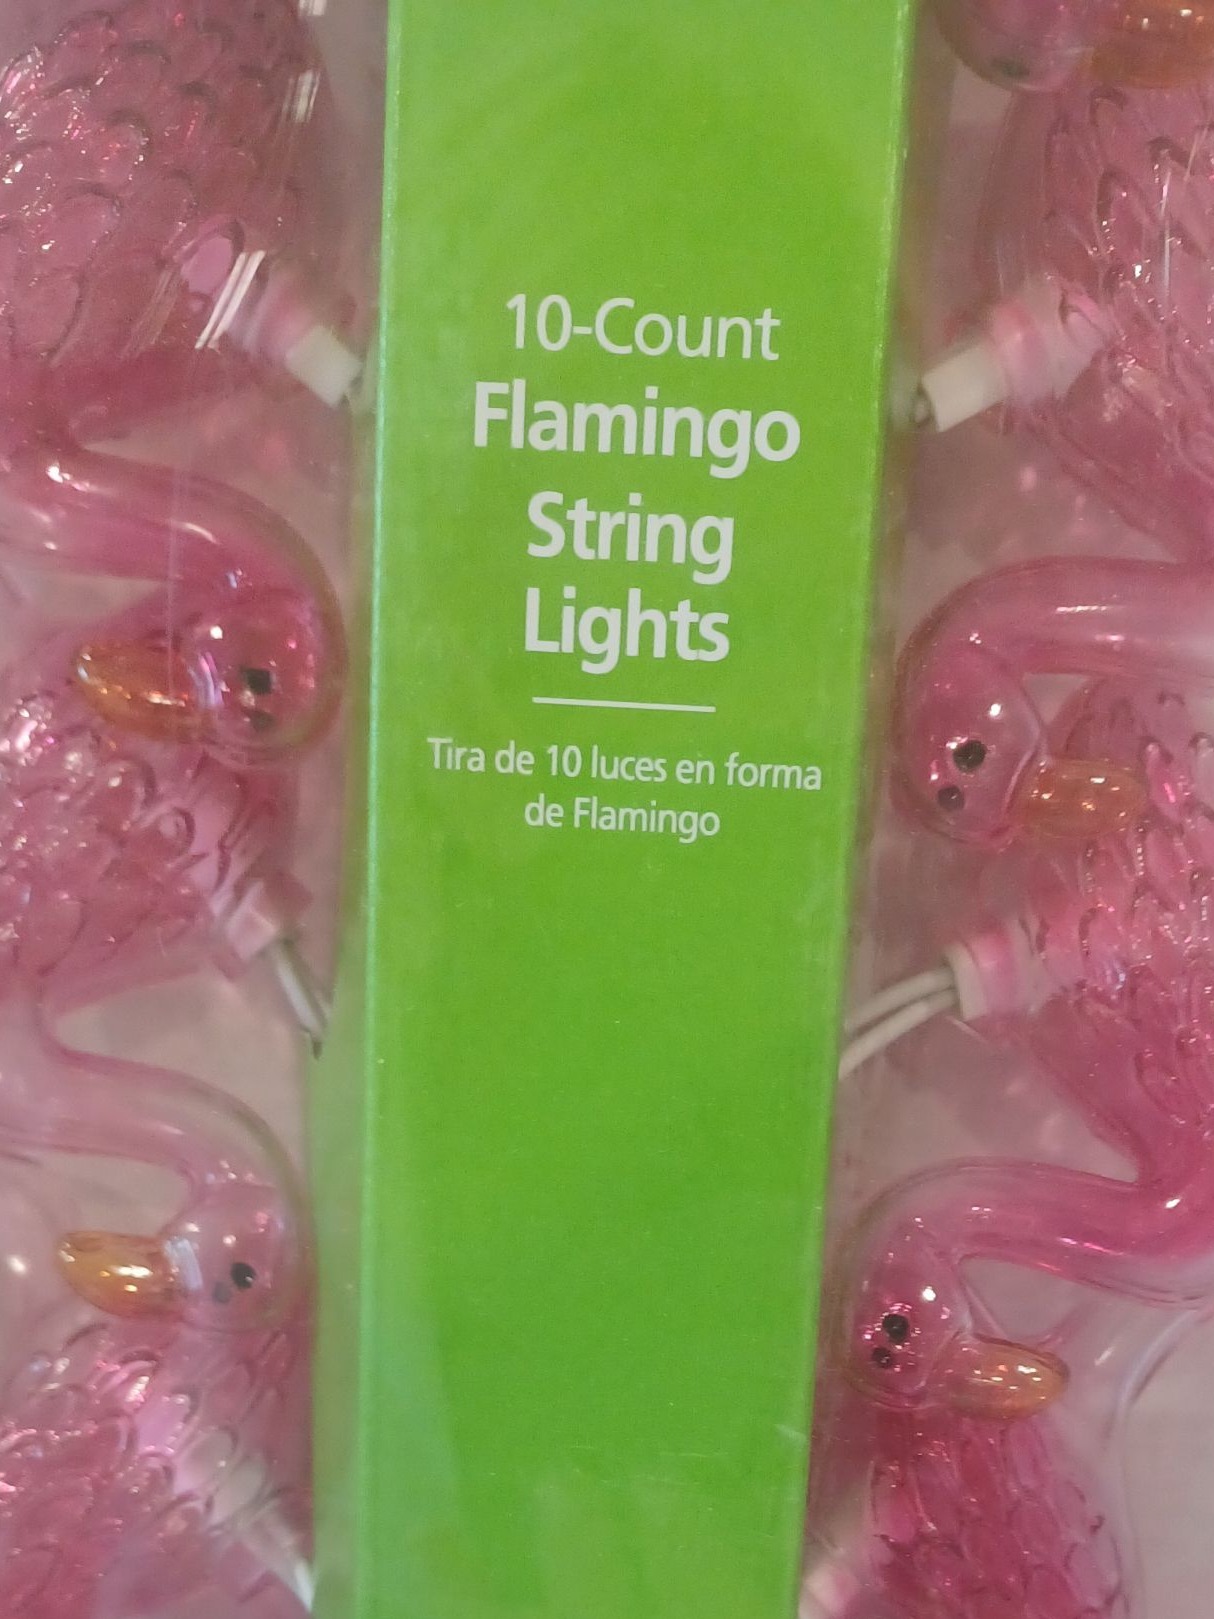 10-Count
Flamingo
String
Lights
Tira de 10 luces en forma
de Flamingo